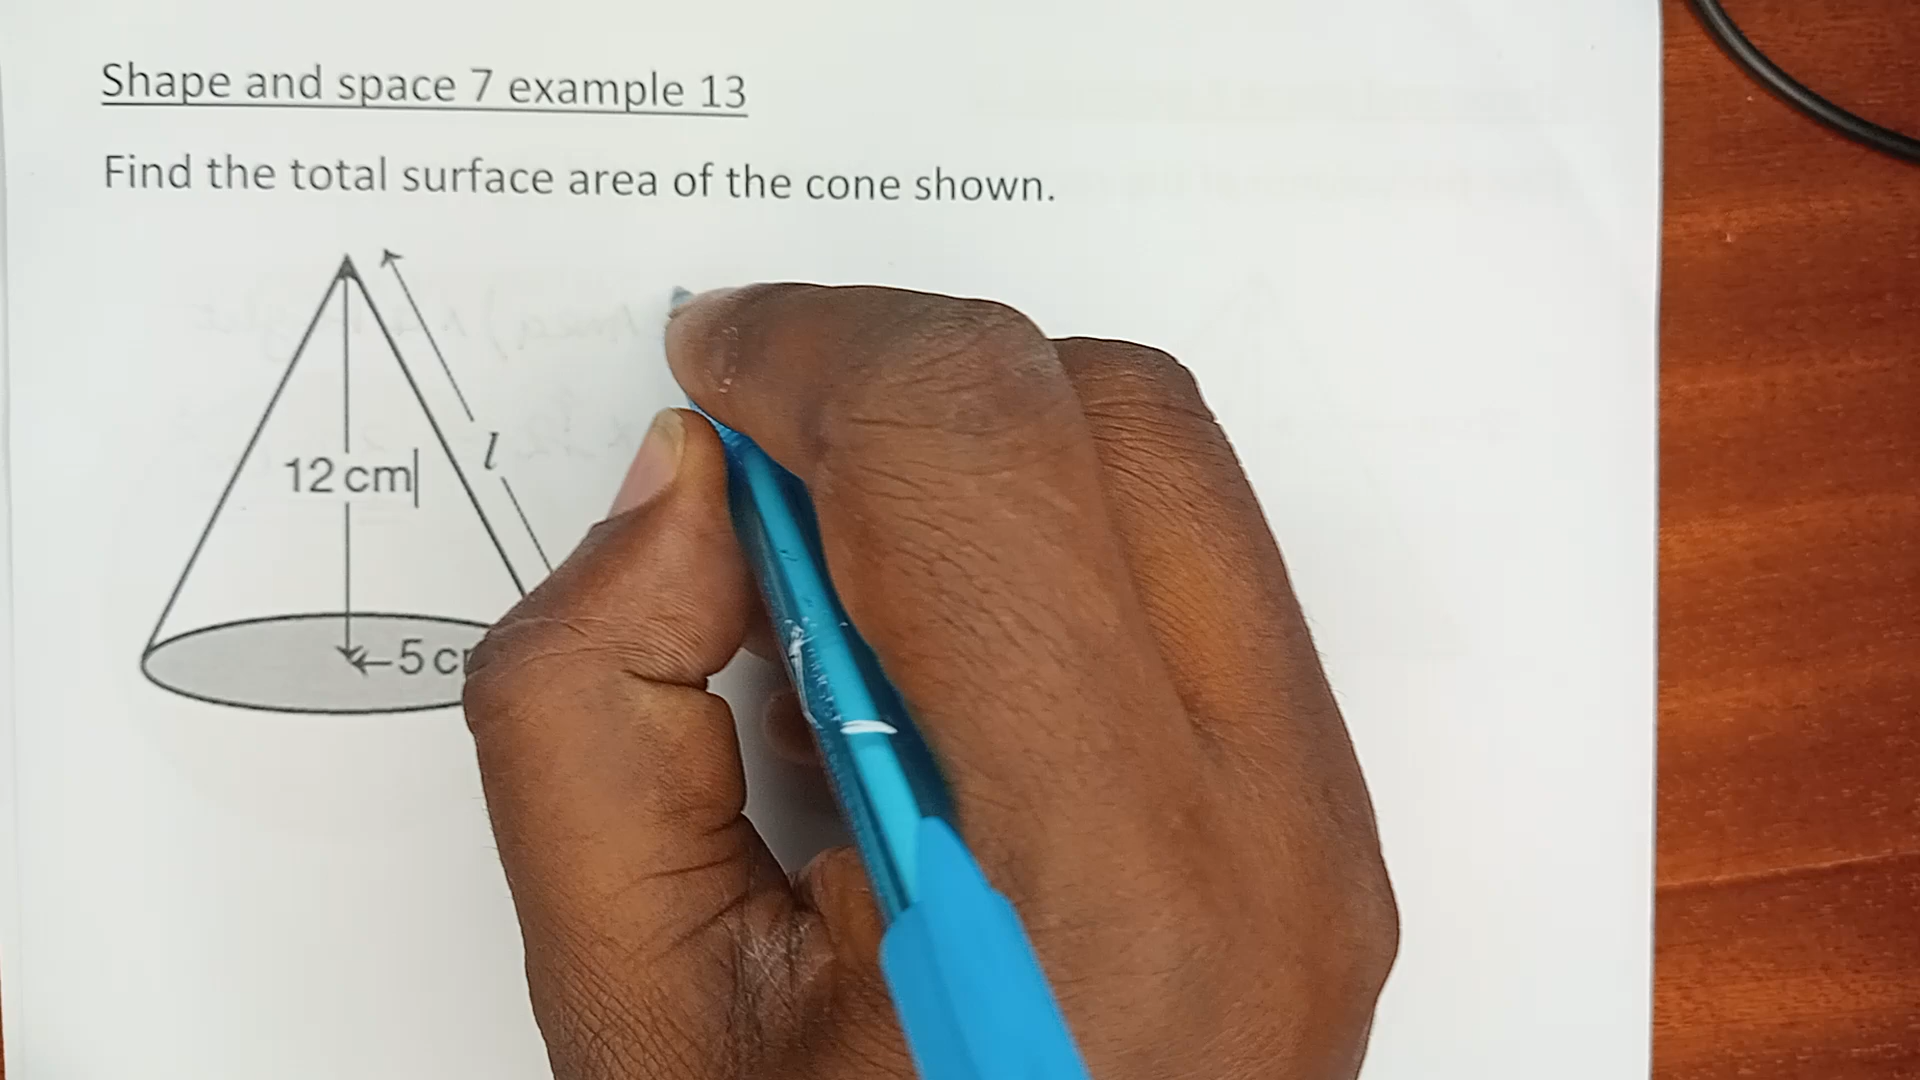 Shape and space 7 example 13
Find the total surface area of the cone shown.
l
12 cm
5 c